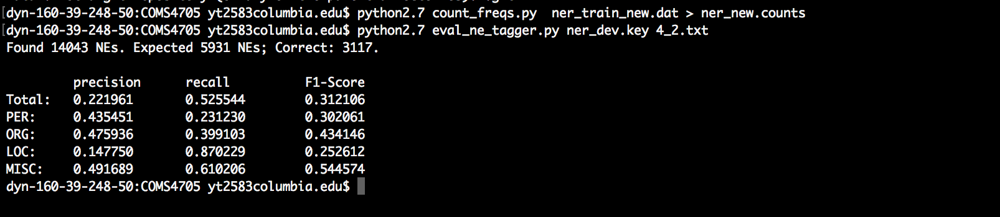 [dyn-160-39-248-50:COMS4705 yt2583columbia.edu$ python2.7 count_freqs.py  ner_train_new.dat > ner_new.counts
[dyn-160-39-248-50:COMS4705 yt2583columbia.edu$ python2.7 eval_ne_tagger.py ner_dev.key 4_2.txt
Found 14043 NEs. Expected 5931 NEs; Correct: 3117.
precision recall F1-Score
Total: 0.221961 0.525544 0.312106
PER: 0.435451 0.231230 0.302061
ORG: 0.475936 0.399103 0.434146
LOC: 0.147750 0.870229 0.252612
MISC: 0.491689 0.610206 0.544574
dyn-160-39-248-50:COMS4705 yt2583columbia.edu$